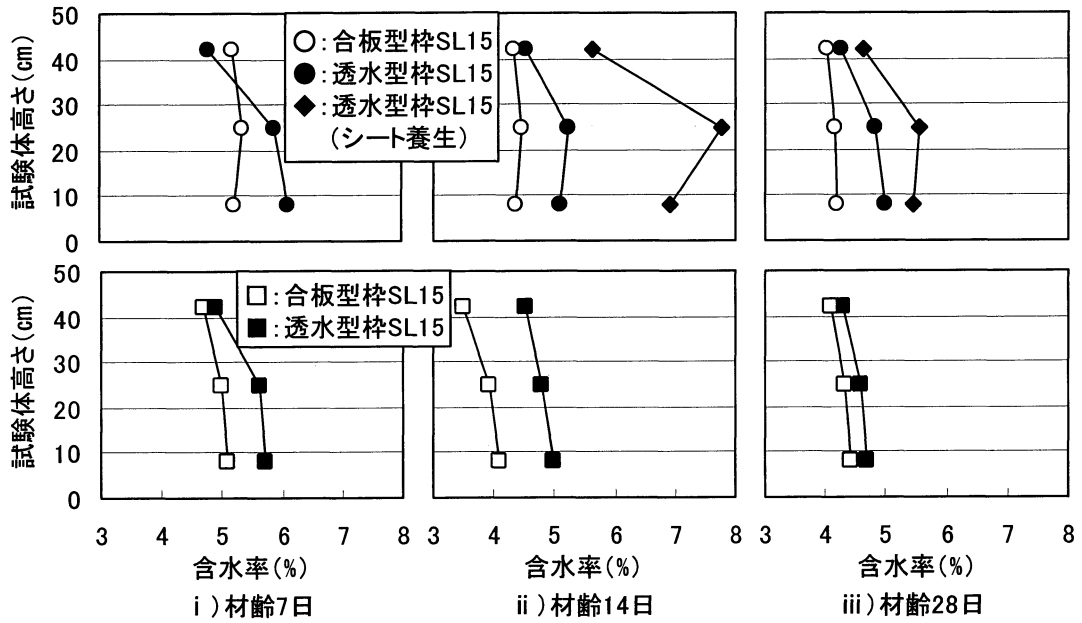 試験体高さ(cm)
50
40
30
20
10
0
○:合板型枠SL15
●:透水型枠SL15
◆:透水型枠SL15
(シート養生)
試験体高さ(cm)
50
40
30
20
10
0
□:合板型枠SL15
■:透水型枠SL15
3 4 5 6 7 8
3 4 5 6 7 8
3 4 5 6 7 8
含水率(%)
含水率(%)
含水率(%)
ⅰ)材齢7日
ⅱ)材齢14日
ⅲ)材齢28日